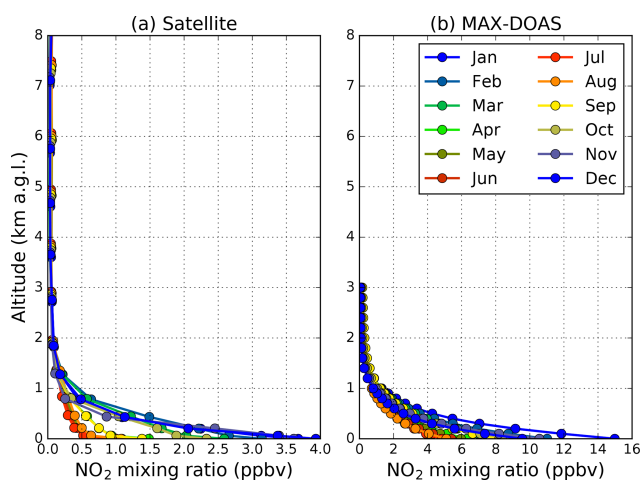 (a) Satellite
(b) MAX-DOAS
8
7
6
5
4
3
2
1
0
Altitude (km a.g.l.)
0.0 0.5 1.0 1.5 2.0 2.5 3.0 3.5 4.0
NO₂ mixing ratio (ppbv)
8
7
6
5
4
3
2
1
0
Jan Jul
Feb Aug
Mar Sep
Apr Oct
May Nov
Jun Dec
0 2 4 6 8 10 12 14 16
NO₂ mixing ratio (ppbv)